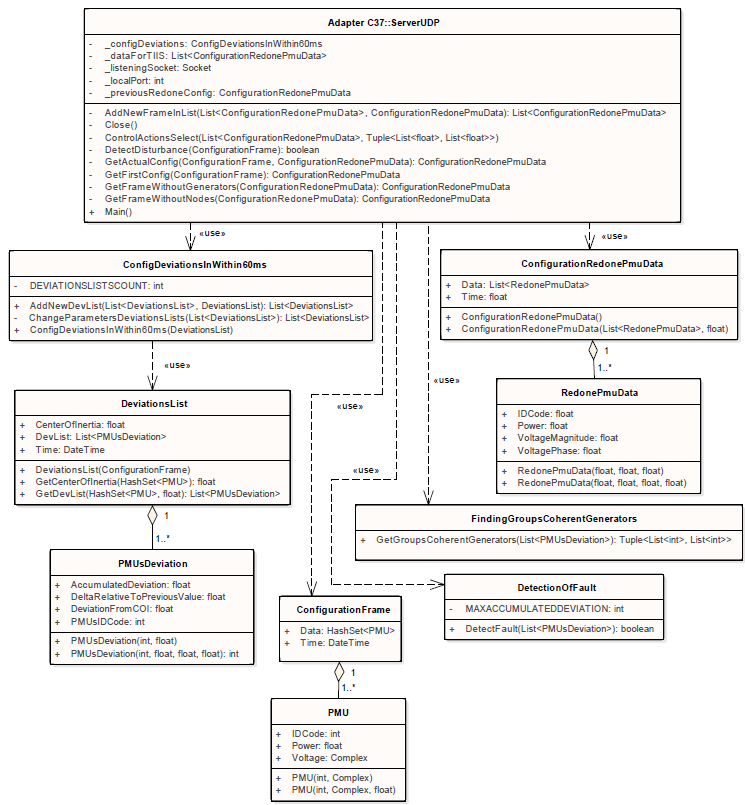 Adapter C37::ServerUDP
- _configDeviations: ConfigDeviationsInWithin60ms
- _dataForTIIS: List<ConfigurationRedonePmuData>
- _listeningSocket: Socket
- _localPort: int
- _previousRedoneConfig: ConfigurationRedonePmuData
- AddNewFrameInList(List<ConfigurationRedonePmuData>, ConfigurationRedonePmuData): List<ConfigurationRedonePmuData>
- Close()
- ControlActionsSelect(List<ConfigurationRedonePmuData>, Tuple<List<float>, List<float>>)
- DetectDisturbance(ConfigurationFrame): boolean
- GetActualConfig(ConfigurationFrame, ConfigurationRedonePmuData): ConfigurationRedonePmuData
- GetFirstConfig(ConfigurationFrame): ConfigurationRedonePmuData
- GetFrameWithoutGenerators(ConfigurationRedonePmuData): ConfigurationRedonePmuData
- GetFrameWithoutNodes(ConfigurationRedonePmuData): ConfigurationRedonePmuData
+ Main()
«use»
«use»
ConfigDeviationsInWithin60ms
- DEVIATIONSLISTSCOUNT: int
+ AddNewDevList(List<DeviationsList>, DeviationsList): List<DeviationsList>
- ChangeParametersDeviationsLists(List<DeviationsList>): List<DeviationsList>
+ ConfigDeviationsInWithin60ms(DeviationsList)
ConfigurationRedonePmuData
+ Data: List<RedonePmuData>
+ Time: float
+ ConfigurationRedonePmuData()
+ ConfigurationRedonePmuData(List<RedonePmuData>, float)
1
1..*
«use»
«use»
«use»
«use»
DeviationsList
+ CenterOfInertia: float
+ DevList: List<PMUsDeviation>
+ Time: DateTime
+ DeviationsList(ConfigurationFrame)
+ GetCenterOfInertia(HashSet<PMU>): float
+ GetDevList(HashSet<PMU>, float): List<PMUsDeviation>
1
1..*
RedonePmuData
+ IDCode: float
+ Power: float
+ VoltageMagnitude: float
+ VoltagePhase: float
+ RedonePmuData(float, float, float)
+ RedonePmuData(float, float, float, float)
FindingGroupsCoherentGenerators
+ GetGroupsCoherentGenerators(List<PMUsDeviation>): Tuple<List<int>, List<int>>
PMUsDeviation
+ AccumulatedDeviation: float
+ DeltaRelativeToPreviousValue: float
+ DeviationFromCOI: float
+ PMUsIDCode: int
+ PMUsDeviation(int, float)
+ PMUsDeviation(int, float, float, float): int
ConfigurationFrame
+ Data: HashSet<PMU>
+ Time: DateTime
1
1..*
DetectionOfFault
- MAXACCUMULATEDDEVIATION: int
+ DetectFault(List<PMUsDeviation>): boolean
PMU
+ IDCode: int
+ Power: float
+ Voltage: Complex
+ PMU(int, Complex)
+ PMU(int, Complex, float)